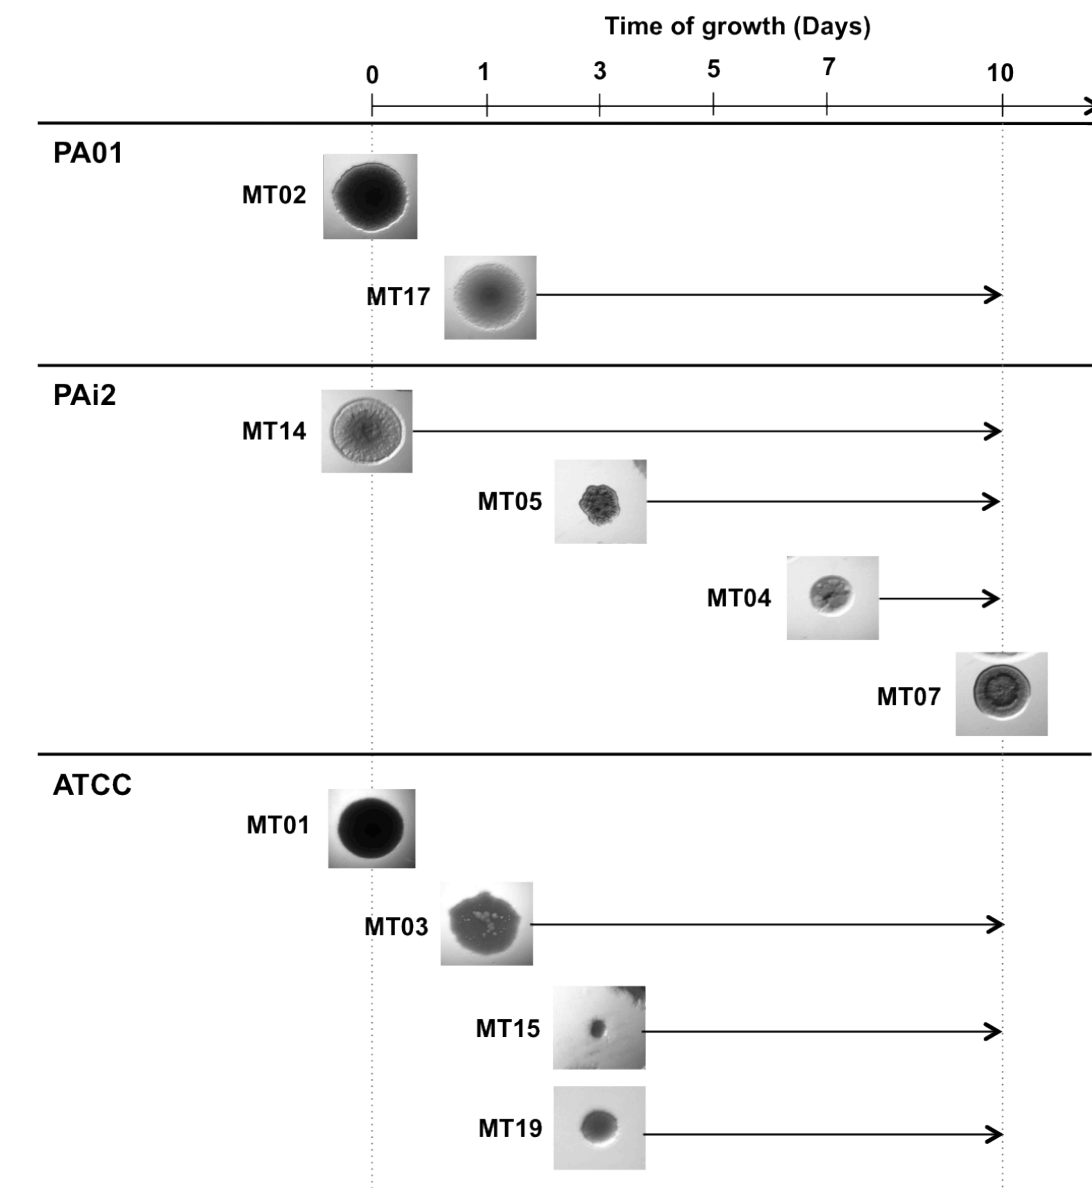 Time of growth (Days)
0 1 3 5 7 10
PA01
MT02
MT17
PAi2
MT14
MT05
MT04
MT07
ATCC
MT01
MT03
MT15
MT19